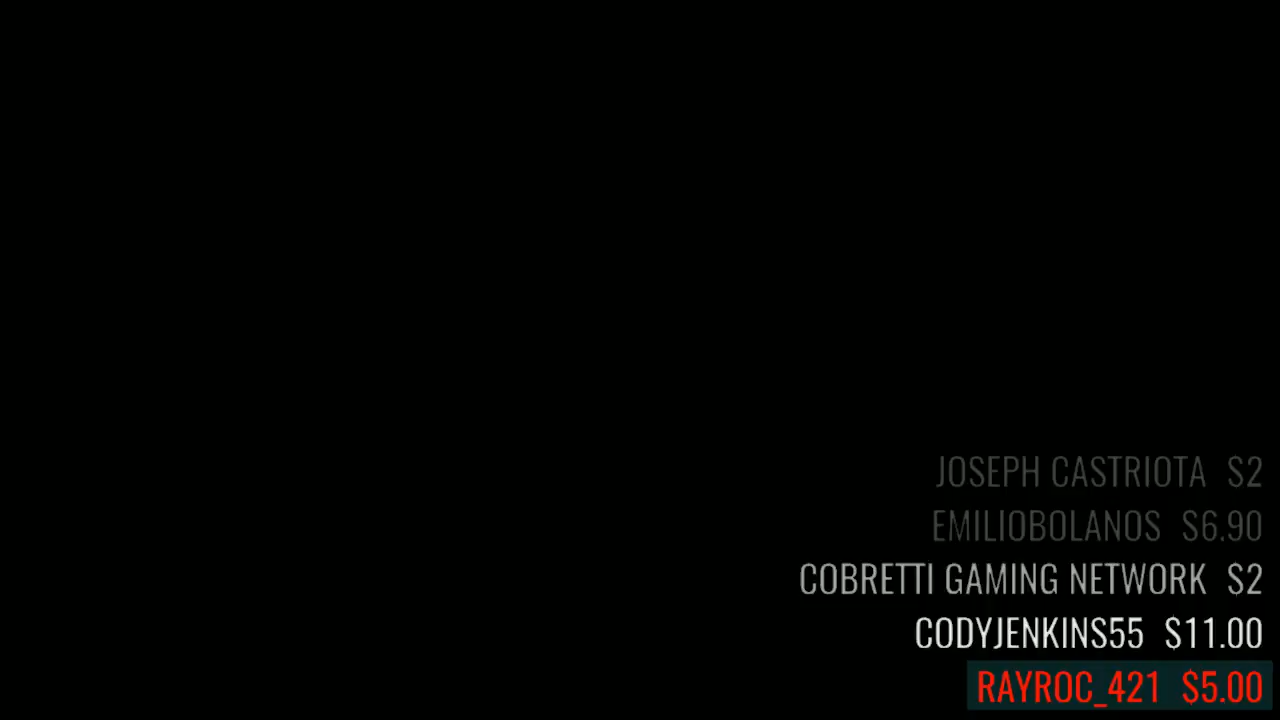 JOSEPH CASTRIOTA $2
EMILIOBOLANOS $6.90
COBRETTI GAMING NETWORK $2
CODYJENKINS55 $11.00
RAYROC_421 $5.00